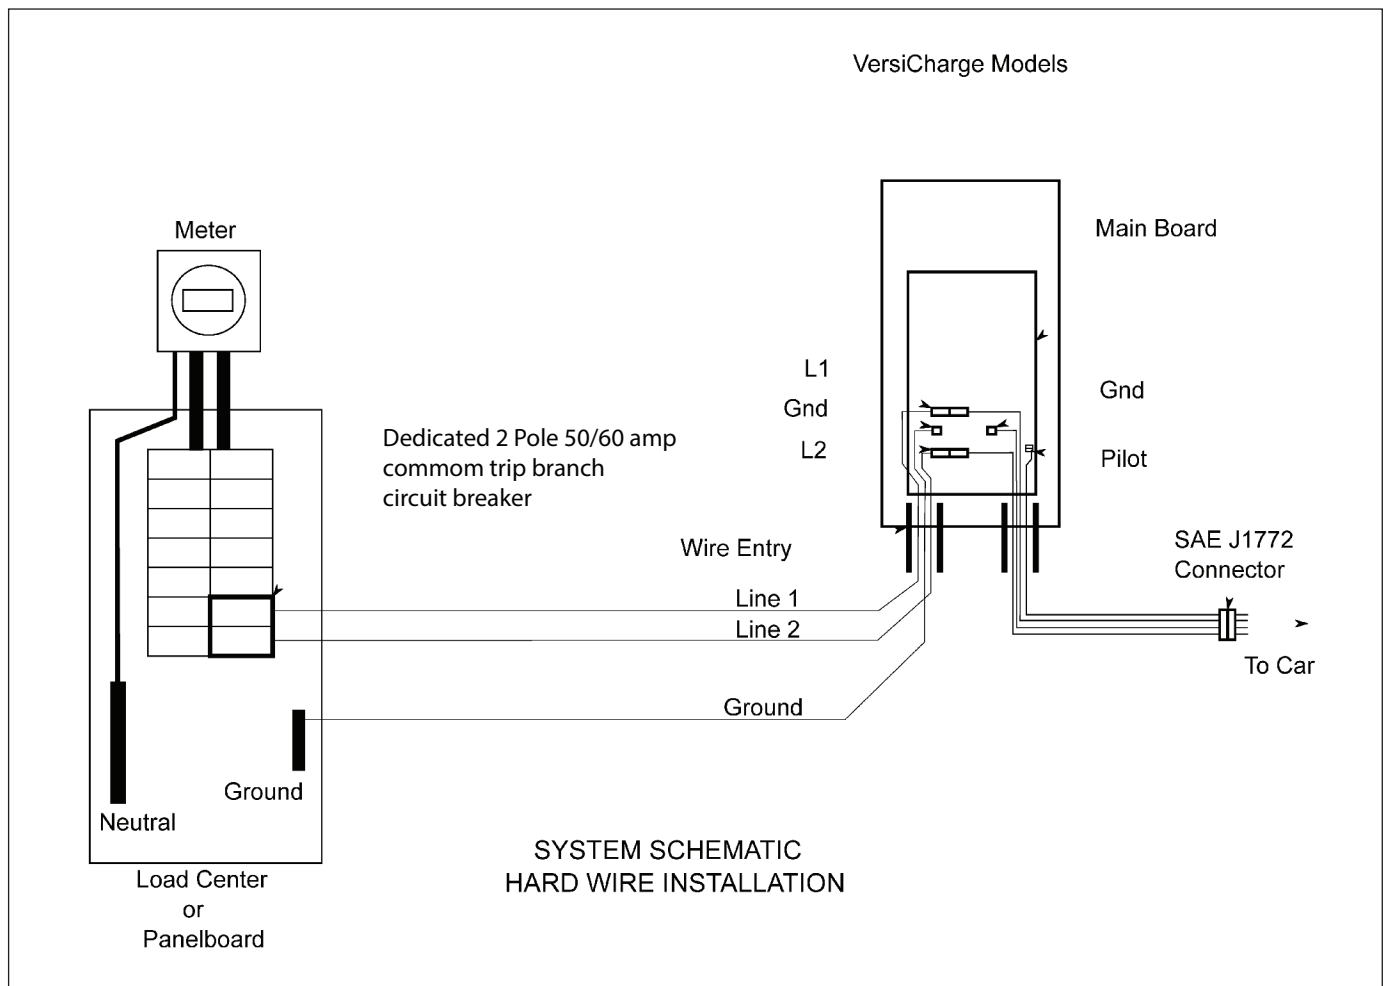 VersiCharge Models
Meter
Main Board
L1
Gnd
L2
Gnd
Pilot
Dedicated 2 Pole 50/60 amp
commom trip branch
circuit breaker
Wire Entry
SAE J1772
Connector
Line 1
Line 2
To Car
Ground
Ground
Neutral
SYSTEM SCHEMATIC
HARD WIRE INSTALLATION
Load Center
or
Panelboard